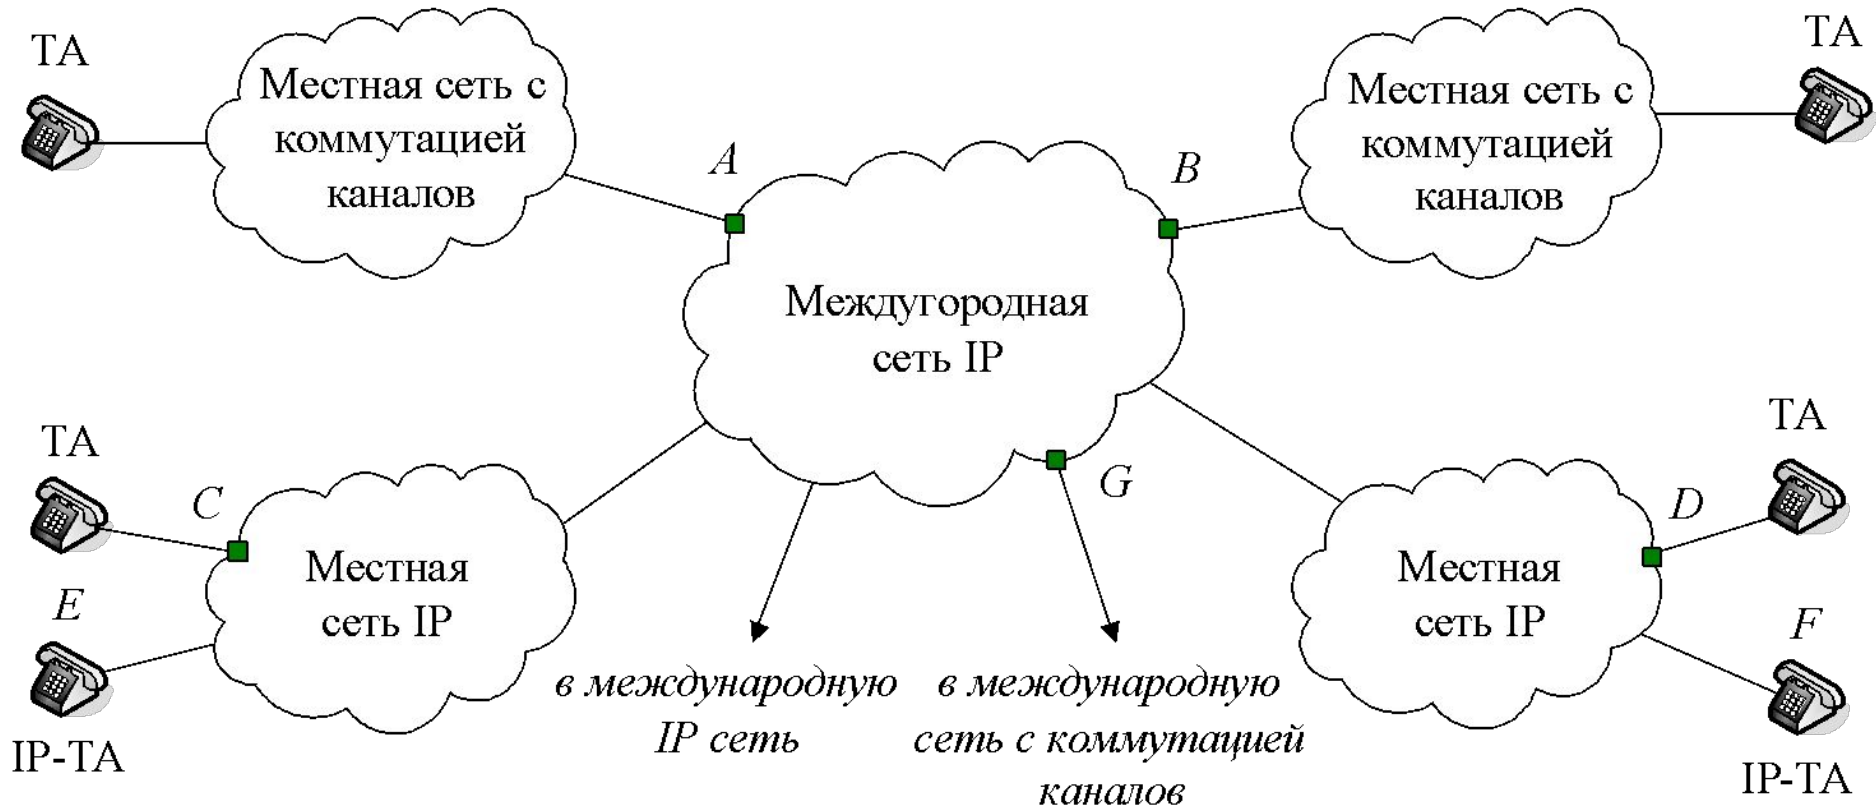 ТА
Местная сеть с
коммутацией
каналов
A
B
Местная сеть с
коммутацией
каналов
ТА
Междугородная
сеть IP
ТА
C
E
Местная
сеть IP
IP-ТА
G
в международную
IP сеть
в международную
сеть с коммутацией
каналов
ТА
D
Местная
сеть IP
F
IP-ТА